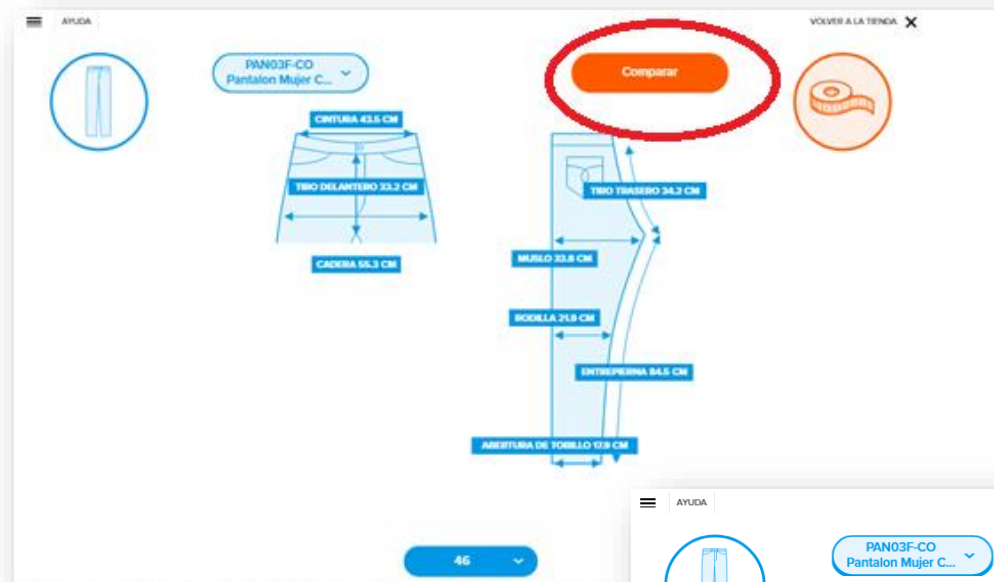 AYUDA
VOLVER A LA TIENDA X
PAN03F-CO
Pantalon Mujer C...
Comparar
CINTURA 43.5 CM
TIRO DELANTERO 33.2 CM
TIRO TRASERO 34.2 CM
CADERA 55.3 CM
MUSLO 33.8 CM
RODILLA 21.9 CM
ENTREPIERNA 84.5 CM
ABERTURA DE TOBILLO 17.9 CM
46
AYUDA
PAN03F-CO
Pantalon Mujer C...